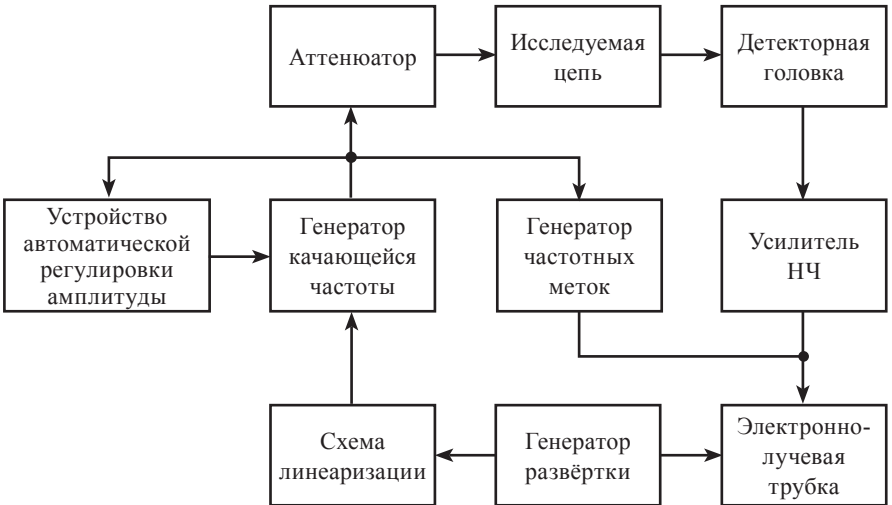 Аттенюатор
Исследуемая
цепь
Детекторная
головка
Устройство
автоматической
регулировки
амплитуды
Генератор
качающейся
частоты
Генератор
частотных
меток
Усилитель
НЧ
Схема
линеаризации
Генератор
развёртки
Электронно-
лучевая
трубка